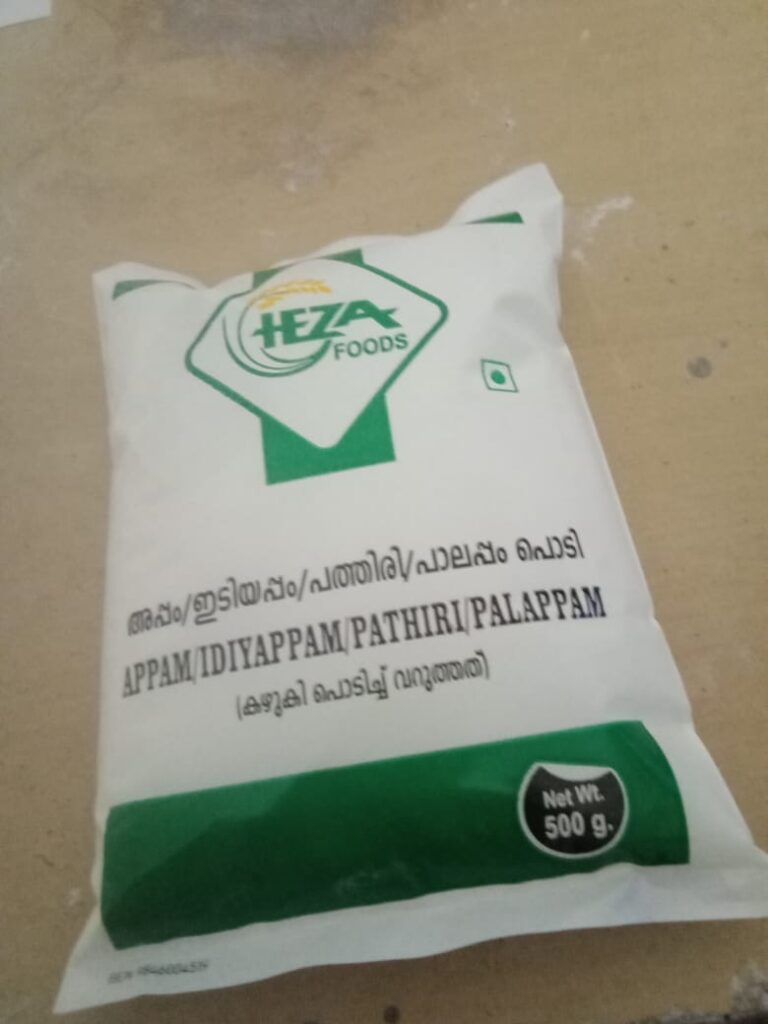 HEZA
FOODS
അപ്പം/ഇടിയപ്പം/പത്തിരി/പാലപ്പം പൊടി
APPAM/IDIYAPPAM/PATHIRI/PALAPPAM
(കഴുകി പൊടിച്ച് വറുത്തത്)
Net Wt.
500 g.